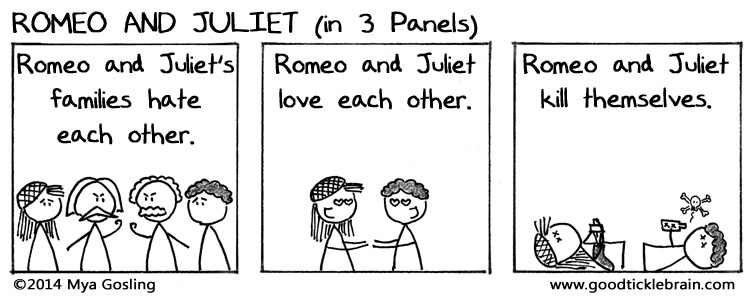 ROMEO AND JULIET (in 3 Panels)
Romeo and Juliet's
families hate
each other.
Romeo and Juliet
love each other.
Romeo and Juliet
kill themselves.
xx
©2014 Mya Gosling
www.goodticklebrain.com